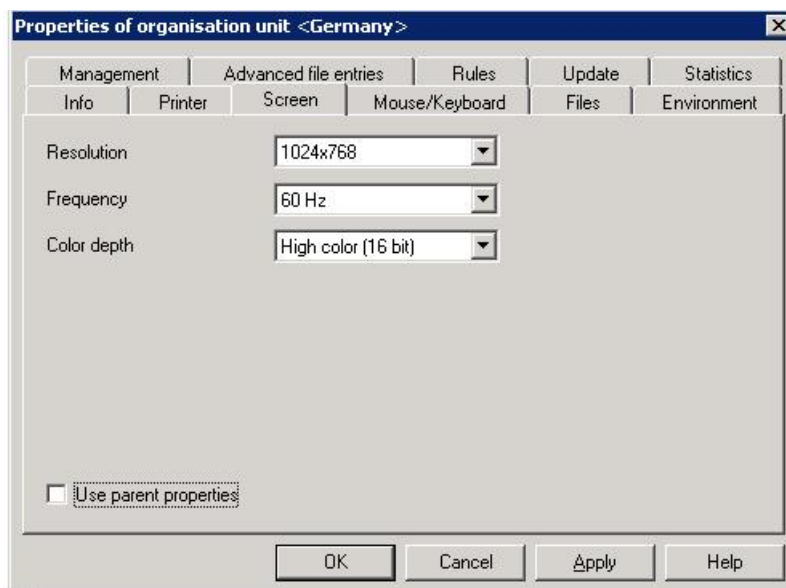 Properties of organisation unit <Germany>
Management Advanced file entries Rules Update Statistics
Info Printer Screen Mouse/Keyboard Files Environment
Resolution 1024x768
Frequency 60 Hz
Color depth High color (16 bit)
Use parent properties
OK Cancel Apply Help